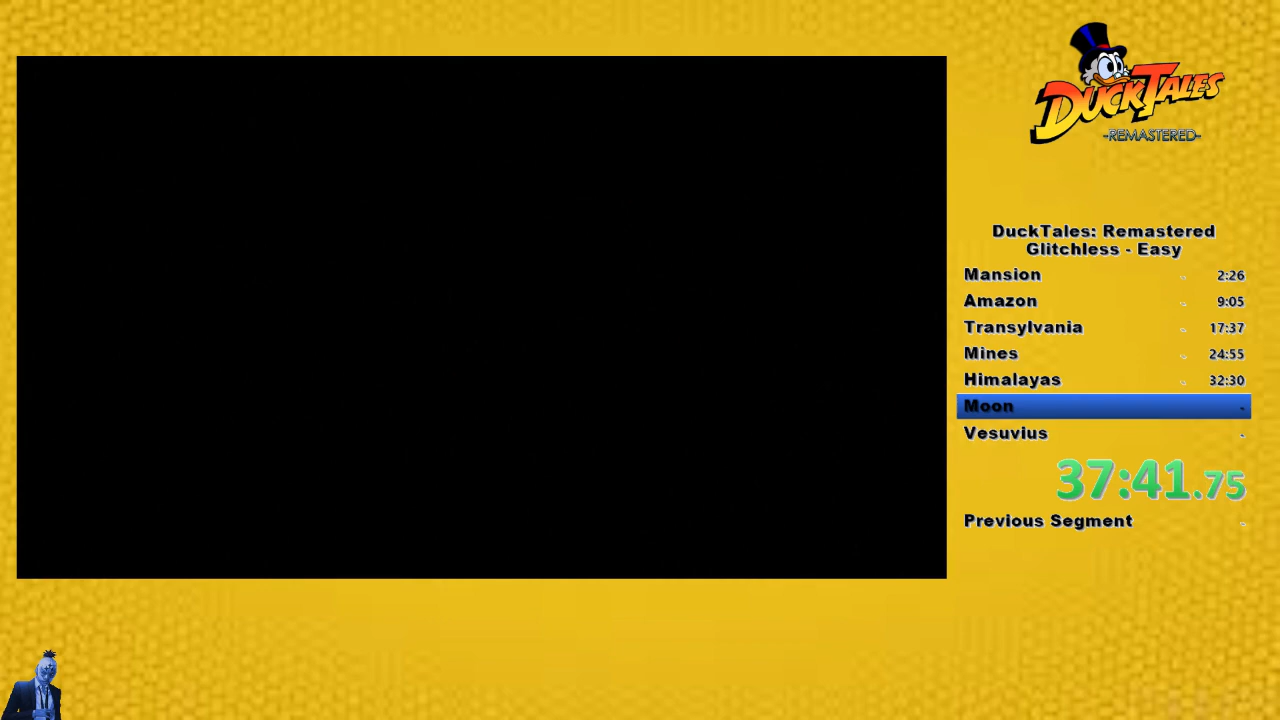 DUCKTALES
-REMASTERED-
DuckTales: Remastered
Glitchless - Easy
Mansion - 2:26
Amazon - 9:05
Transylvania - 17:37
Mines - 24:55
Himalayas - 32:30
Moon -
Vesuvius -
37:41.75
Previous Segment -